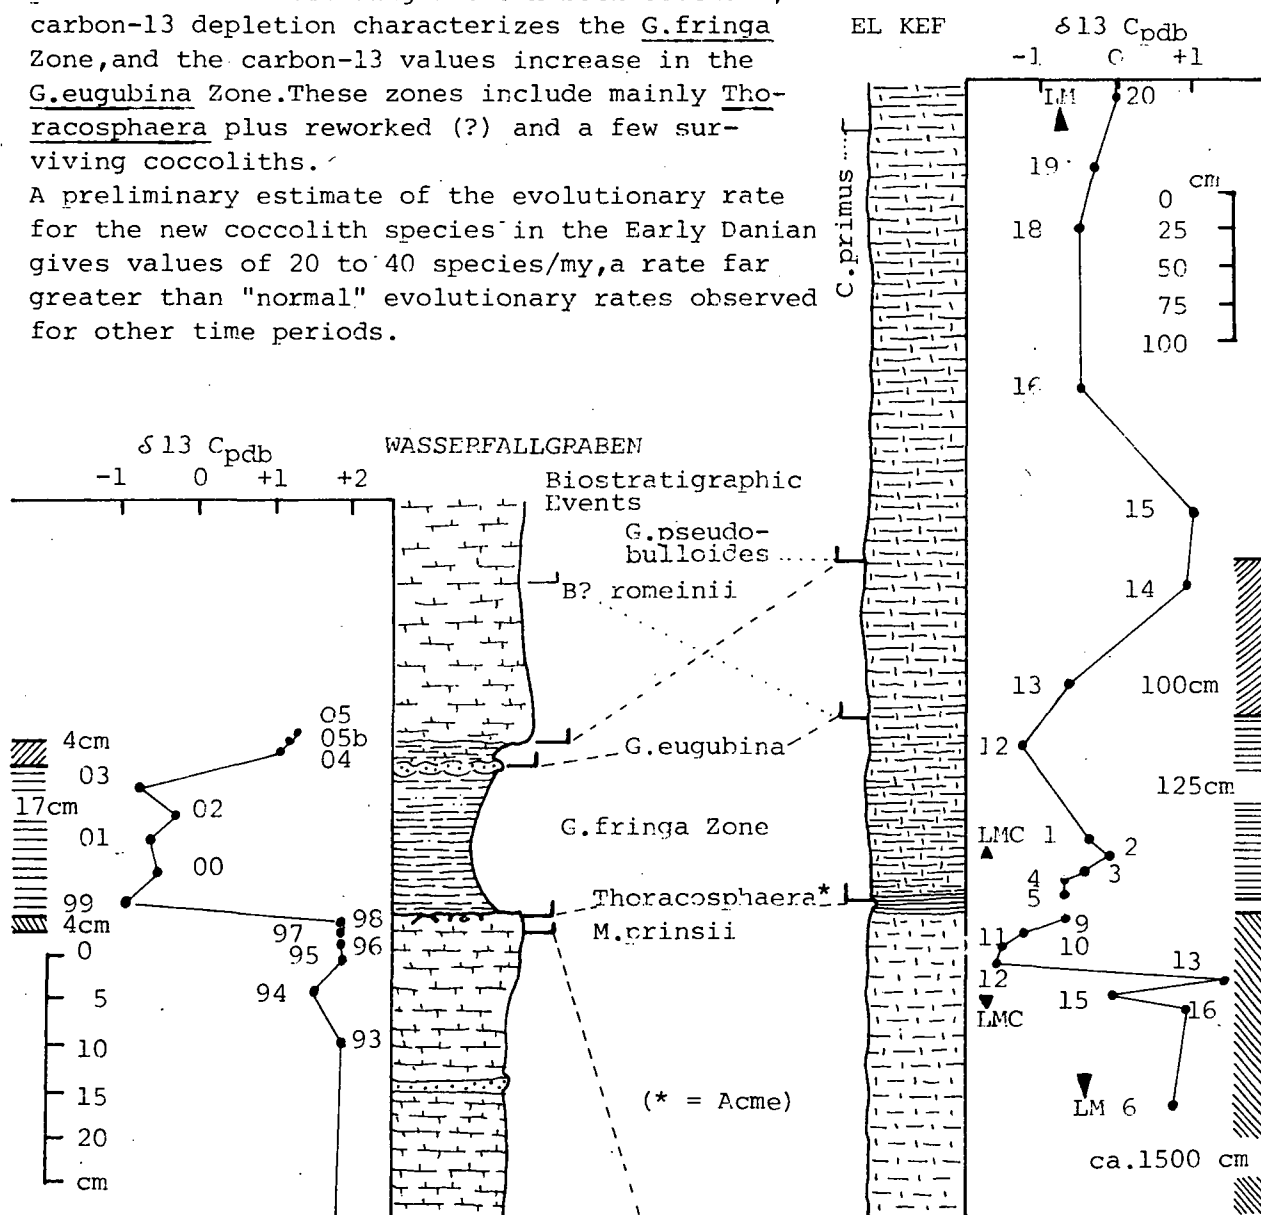 carbon-13 depletion characterizes the G.fringa
Zone,and the carbon-13 values increase in the
G.eugubina Zone.These zones include mainly Tho-
racosphaera plus reworked (?) and a few sur-
viving coccoliths.
A preliminary estimate of the evolutionary rate
for the new coccolith species in the Early Danian
gives values of 20 to 40 species/my,a rate far
greater than "normal" evolutionary rates observed
for other time periods.
EL KEF
δ13 Cpdb
-1 0 +1
LM
20
19
18
16
15
14
13
12
1
2
3
4
5
9
10
11
12
13
15
16
LMC
LMC
LM 6
cm
0
25
50
75
100
100cm
125cm
ca.1500 cm
C.primus
δ13 Cpdb
-1 0 +1 +2
WASSERFALLGRABEN
Biostratigraphic
Events
G.pseudo-
bulloides
B? romeinii
G.eugubina
G.fringa Zone
Thoracosphaera*
M.prinsii
(* = Acme)
05
05b
04
03
02
01
00
99
98
97
96
95
94
93
4cm
17cm
4cm
0
5
10
15
20
cm